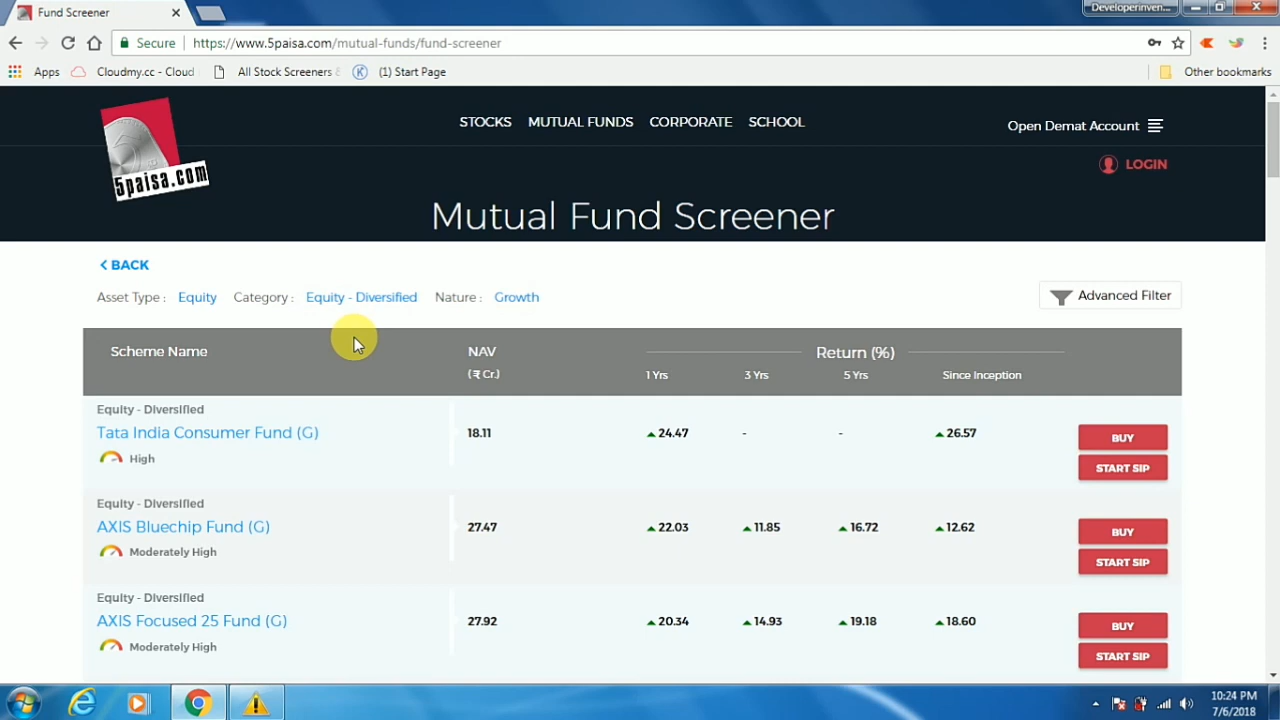 Fund Screener
Developerinven...
Secure
https://www.5paisa.com/mutual-funds/fund-screener
Apps
Cloudmy.cc - Cloud
All Stock Screeners
(1) Start Page
Other bookmarks
5paisa.com
STOCKS MUTUAL FUNDS CORPORATE SCHOOL
Open Demat Account
LOGIN
Mutual Fund Screener
< BACK
Asset Type : Equity Category : Equity - Diversified Nature : Growth
Advanced Filter
Scheme Name
NAV
(₹ Cr.)
Return (%)
1 Yrs 3 Yrs 5 Yrs Since Inception
Equity - Diversified
Tata India Consumer Fund (G)
High
18.11 24.47 - - 26.57
BUY
START SIP
Equity - Diversified
AXIS Bluechip Fund (G)
Moderately High
27.47 22.03 11.85 16.72 12.62
BUY
START SIP
Equity - Diversified
AXIS Focused 25 Fund (G)
Moderately High
27.92 20.34 14.93 19.18 18.60
BUY
START SIP
10:24 PM
7/6/2018